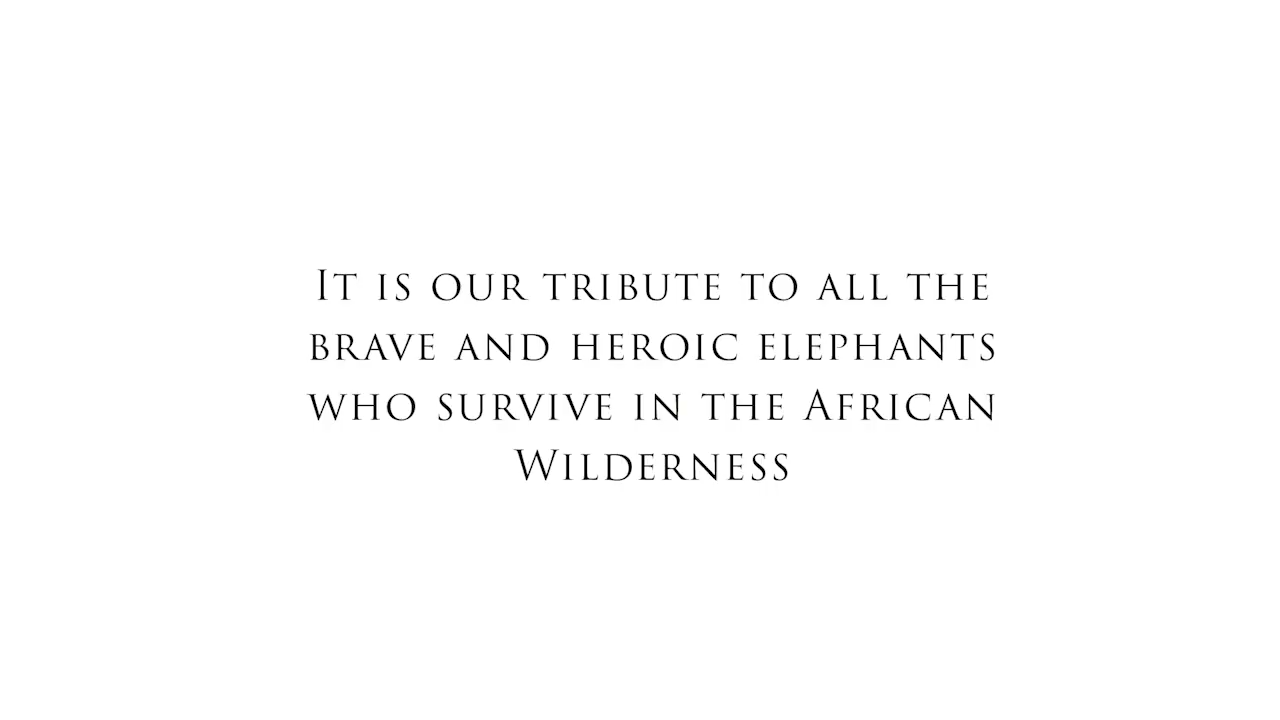 It is our tribute to all the
brave and heroic elephants
who survive in the African
Wilderness